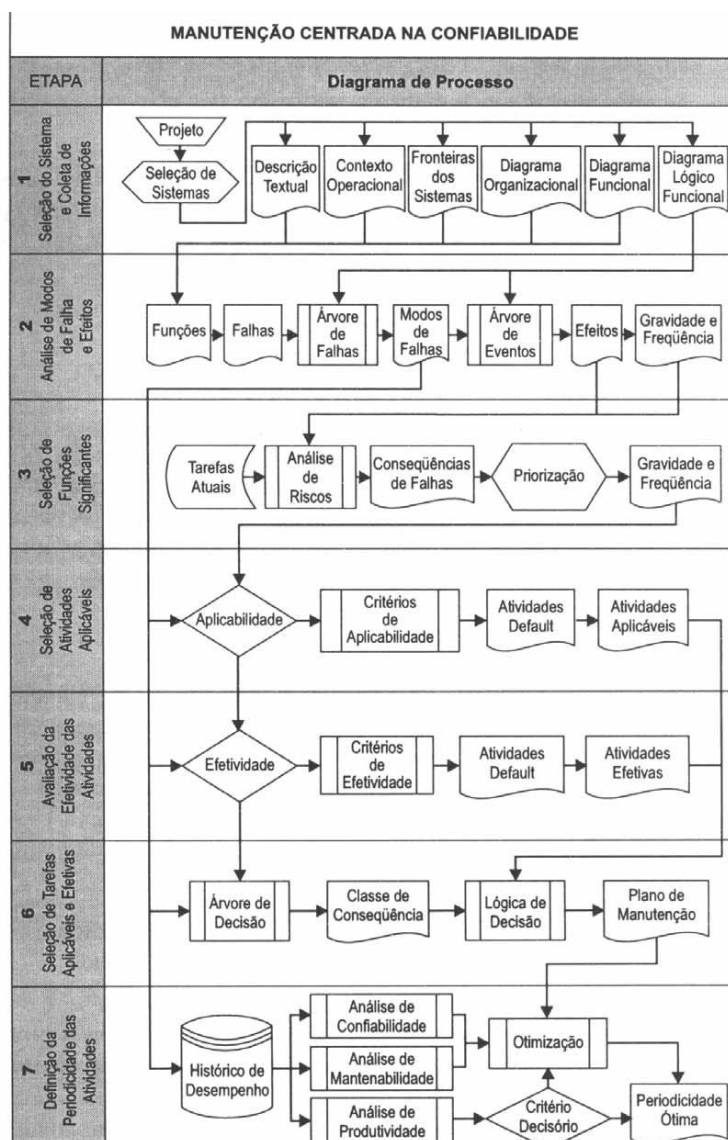 MANUTENÇÃO CENTRADA NA CONFIABILIDADE
ETAPA
Diagrama de Processo
1
Seleção do Sistema
e Coleta de
Informações
Projeto
Seleção de
Sistemas
Descrição
Textual
Contexto
Operacional
Fronteiras
dos
Sistemas
Diagrama
Organizacional
Diagrama
Funcional
Diagrama
Lógico
Funcional
2
Análise de Modos
de Falha
e Efeitos
Funções
Falhas
Árvore
de
Falhas
Modos
de
Falhas
Árvore
de
Eventos
Efeitos
Gravidade e
Freqüência
3
Seleção de
Funções
Significantes
Tarefas
Atuais
Análise
de
Riscos
Conseqüências
de Falhas
Priorização
Gravidade e
Freqüência
4
Seleção de
Atividades
Aplicáveis
Aplicabilidade
Critérios
de
Aplicabilidade
Atividades
Default
Atividades
Aplicáveis
5
Avaliação da
Efetividade das
Atividades
Efetividade
Critérios
de
Efetividade
Atividades
Default
Atividades
Efetivas
6
Seleção de Tarefas
Aplicáveis e Efetivas
Árvore de
Decisão
Classe de
Conseqüência
Lógica de
Decisão
Plano de
Manutenção
7
Definição da
Periodicidade das
Atividades
Histórico de
Desempenho
Análise de
Confiabilidade
Análise de
Mantenabilidade
Análise de
Produtividade
Otimização
Critério
Decisório
Periodicidade
Ótima